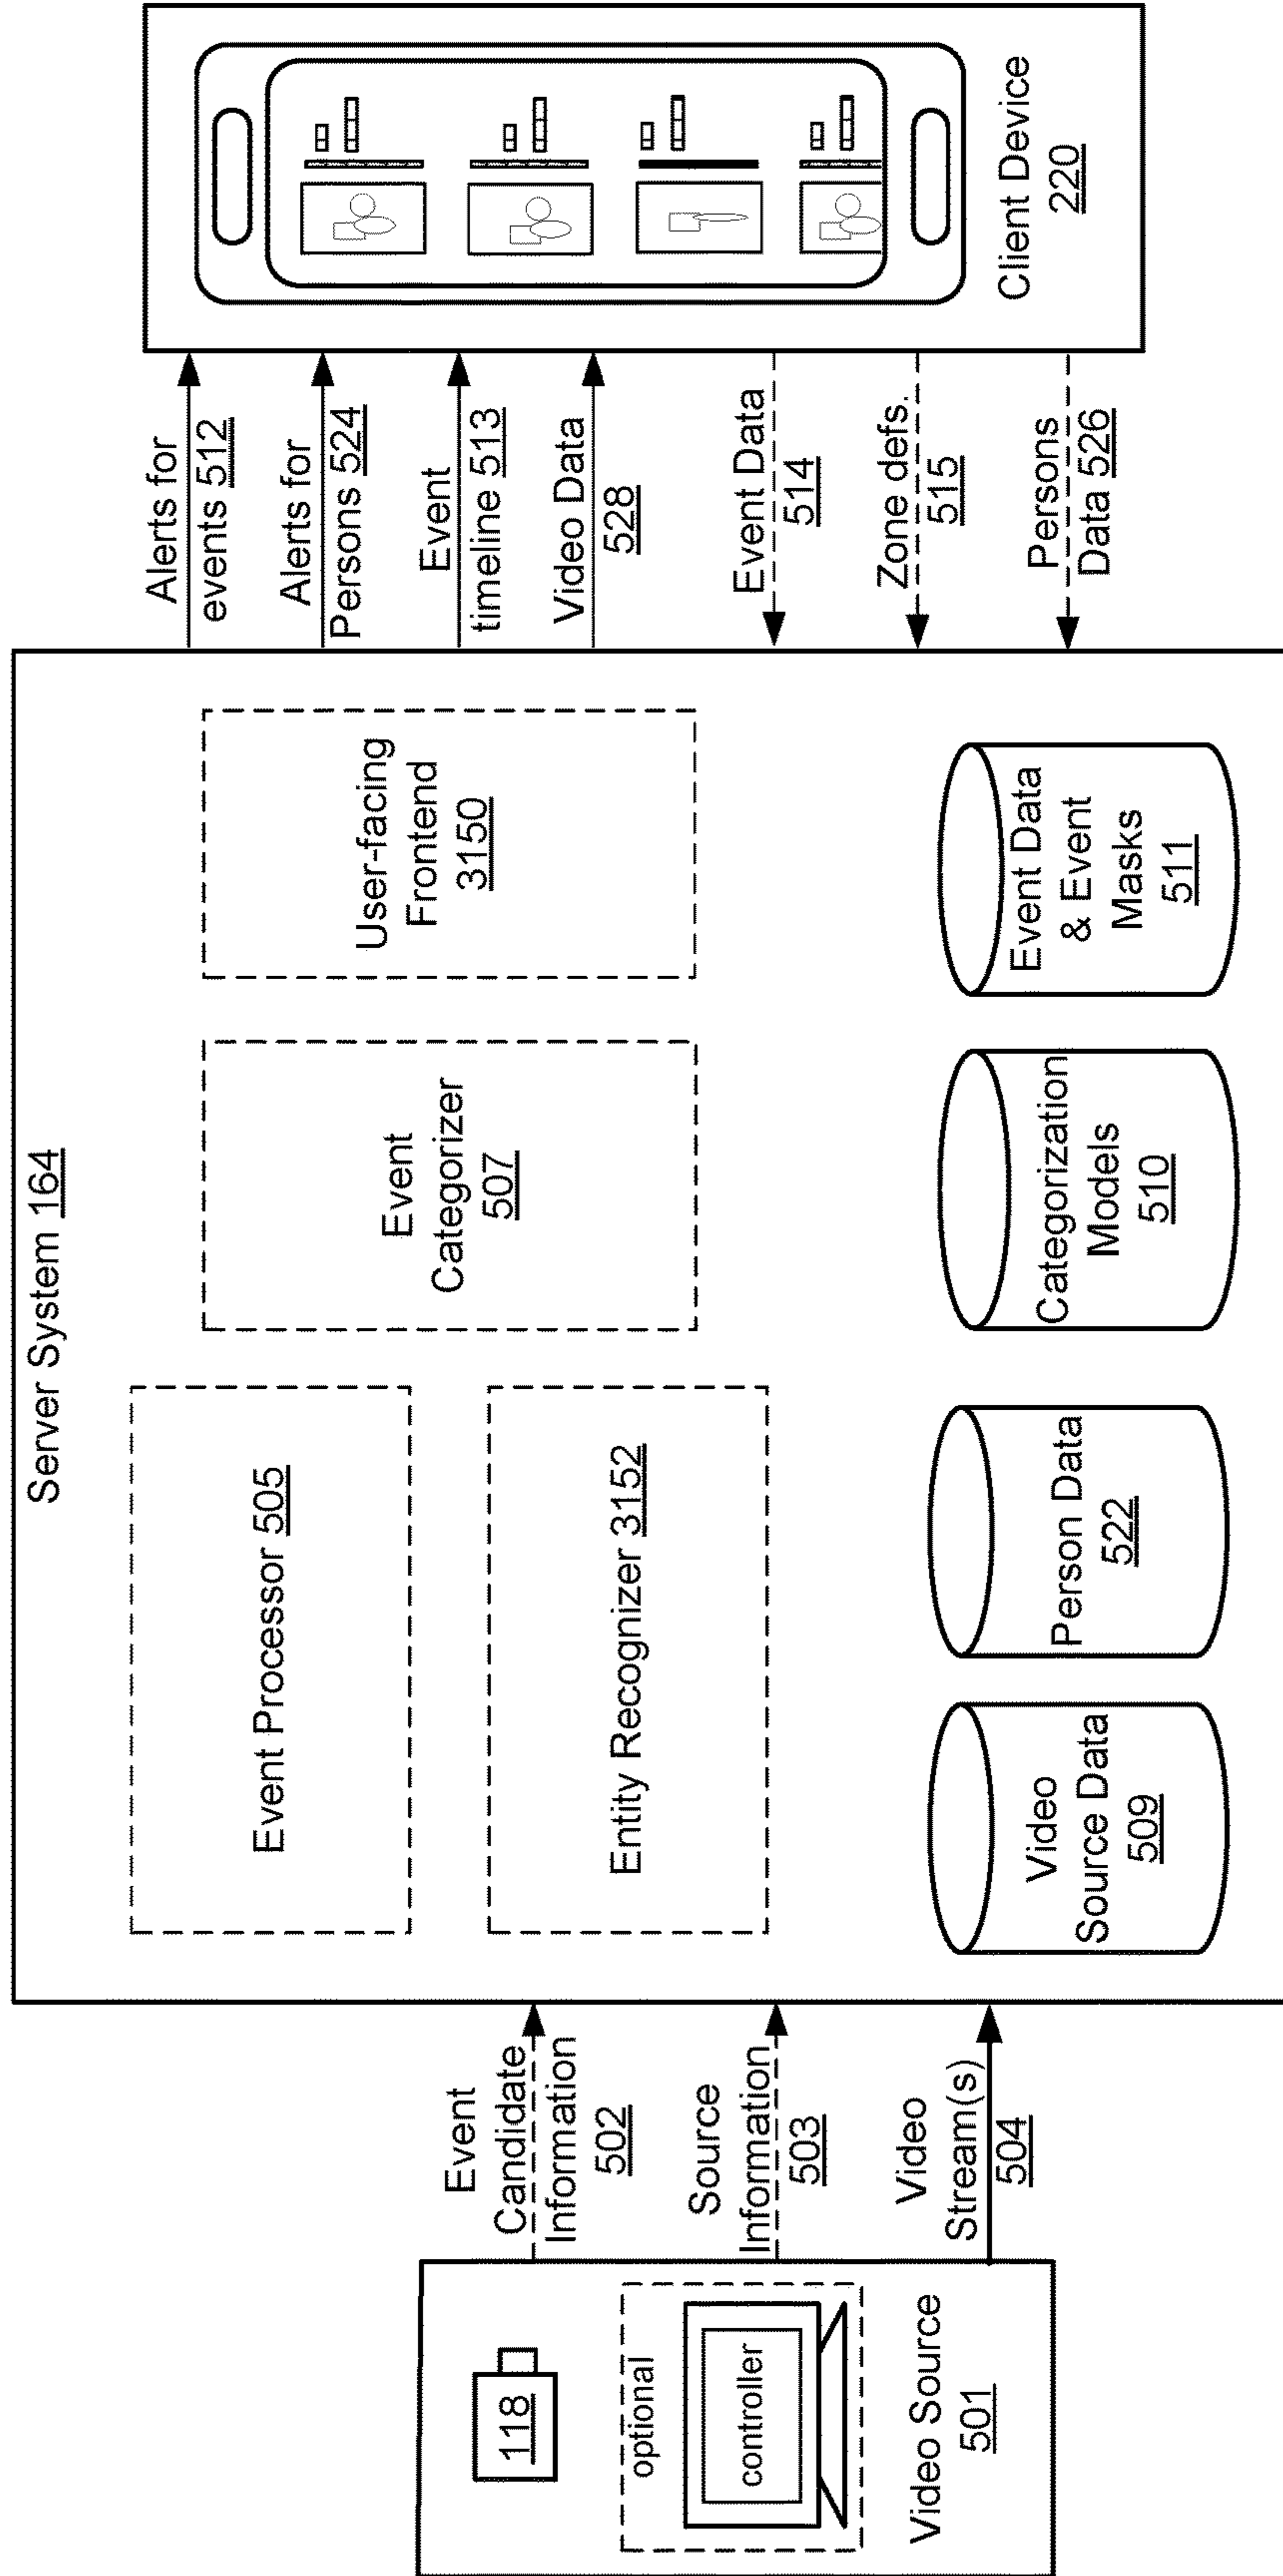 Server System 164
118
optional
controller
Video Source
501
Event
Candidate
Information
502
Source
Information
503
Video
Stream(s)
504
Event Processor 505
Entity Recognizer 3152
Event
Categorizer
507
User-facing
Frontend
3150
Video
Source Data
509
Person Data
522
Categorization
Models
510
Event Data
& Event
Masks
511
Alerts for
events 512
Alerts for
Persons 524
Event
timeline 513
Video Data
528
Event Data
514
Zone defs.
515
Persons
Data 526
Client Device
220